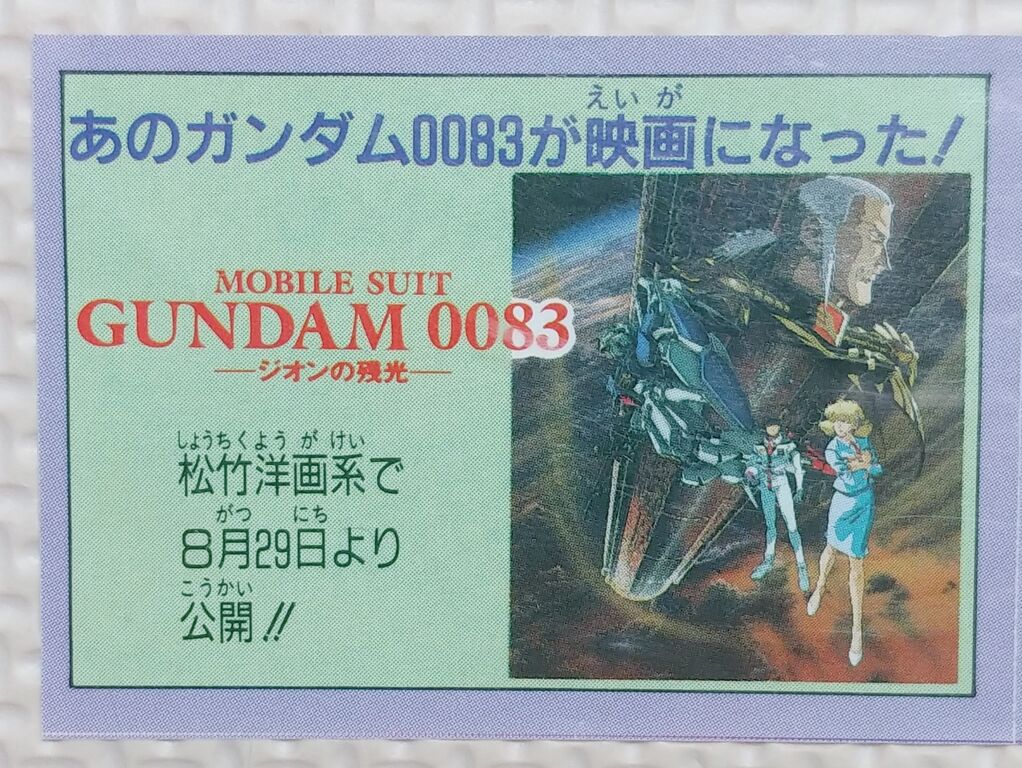 えいが
あのガンダム0083が映画になった!
MOBILE SUIT
GUNDAM 0083
―ジオンの残光―
しょうちくようがけい
松竹洋画系で
がつ にち
8月29日より
こうかい
公開!!